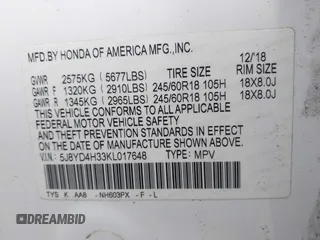 MFD.BY HONDA OF AMERICA MFG.,INC. 12/18
GVWR 2575KG ( 5677LBS) TIRE SIZE RIM SIZE
GAWR F 1320KG ( 2910LBS) 245/60R18 105H 18X8.0J
GAWR R 1345KG ( 2965LBS) 245/60R18 105H 18X8.0J
THIS VEHICLE CONFORMS TO ALL APPLICABLE
FEDERAL MOTOR VEHICLE SAFETY AND BUMPER
AND THEFT PREVENTION STANDARDS IN EFFECT ON
THE DATE OF MANUFACTURE SHOWN ABOVE.
V.I.N.: 5J8YD4H33KL017648 TYPE: MPV
TYS K AA8 - NH603PX - F - L
DREAMBID